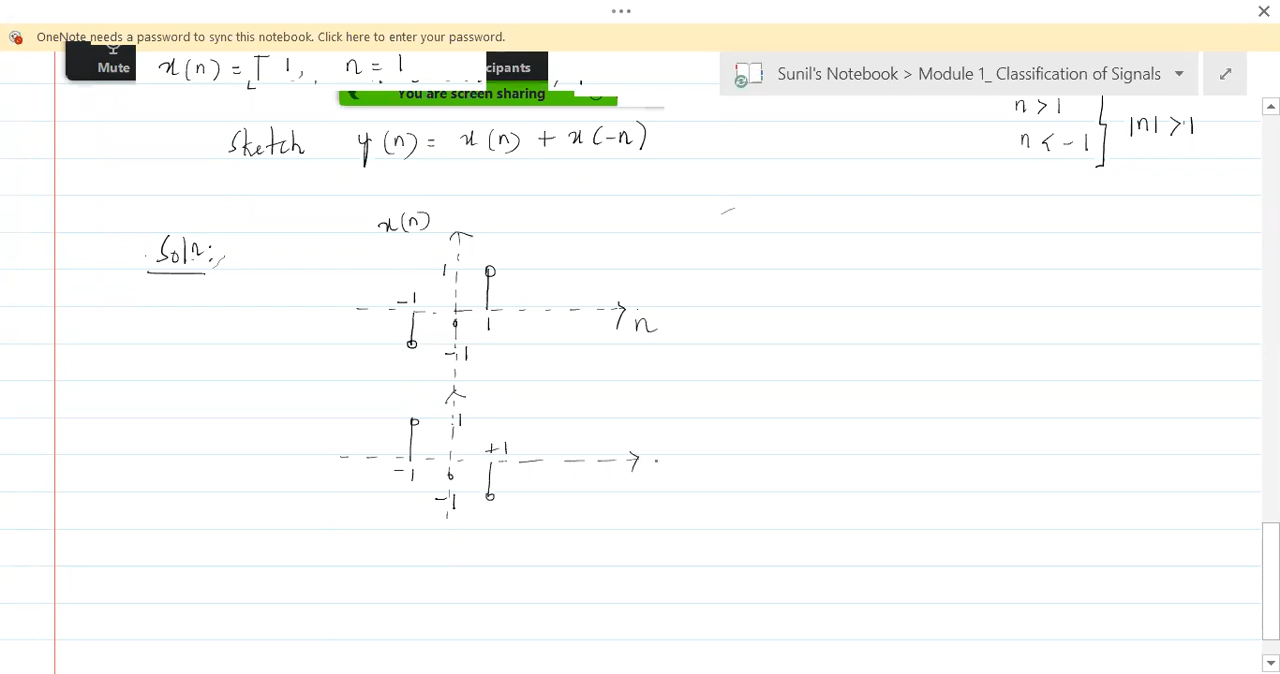 OneNote needs a password to sync this notebook. Click here to enter your password.
Mute
x(n) = [ 1, n = 1
cipants
Sunil's Notebook > Module 1_ Classification of Signals
You are screen sharing
n > 1
n < -1 } |n| > 1
Sketch y(n) = x(n) + x(-n)
Soln:
x(n)
1
-1
0
1
n
-1
1
+1
-1
0
-1